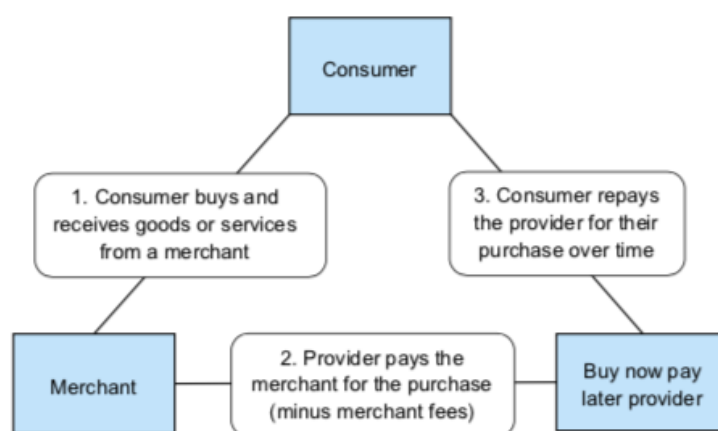 Consumer
1. Consumer buys and
receives goods or services
from a merchant
3. Consumer repays
the provider for their
purchase over time
Merchant
2. Provider pays the
merchant for the purchase
(minus merchant fees)
Buy now pay
later provider